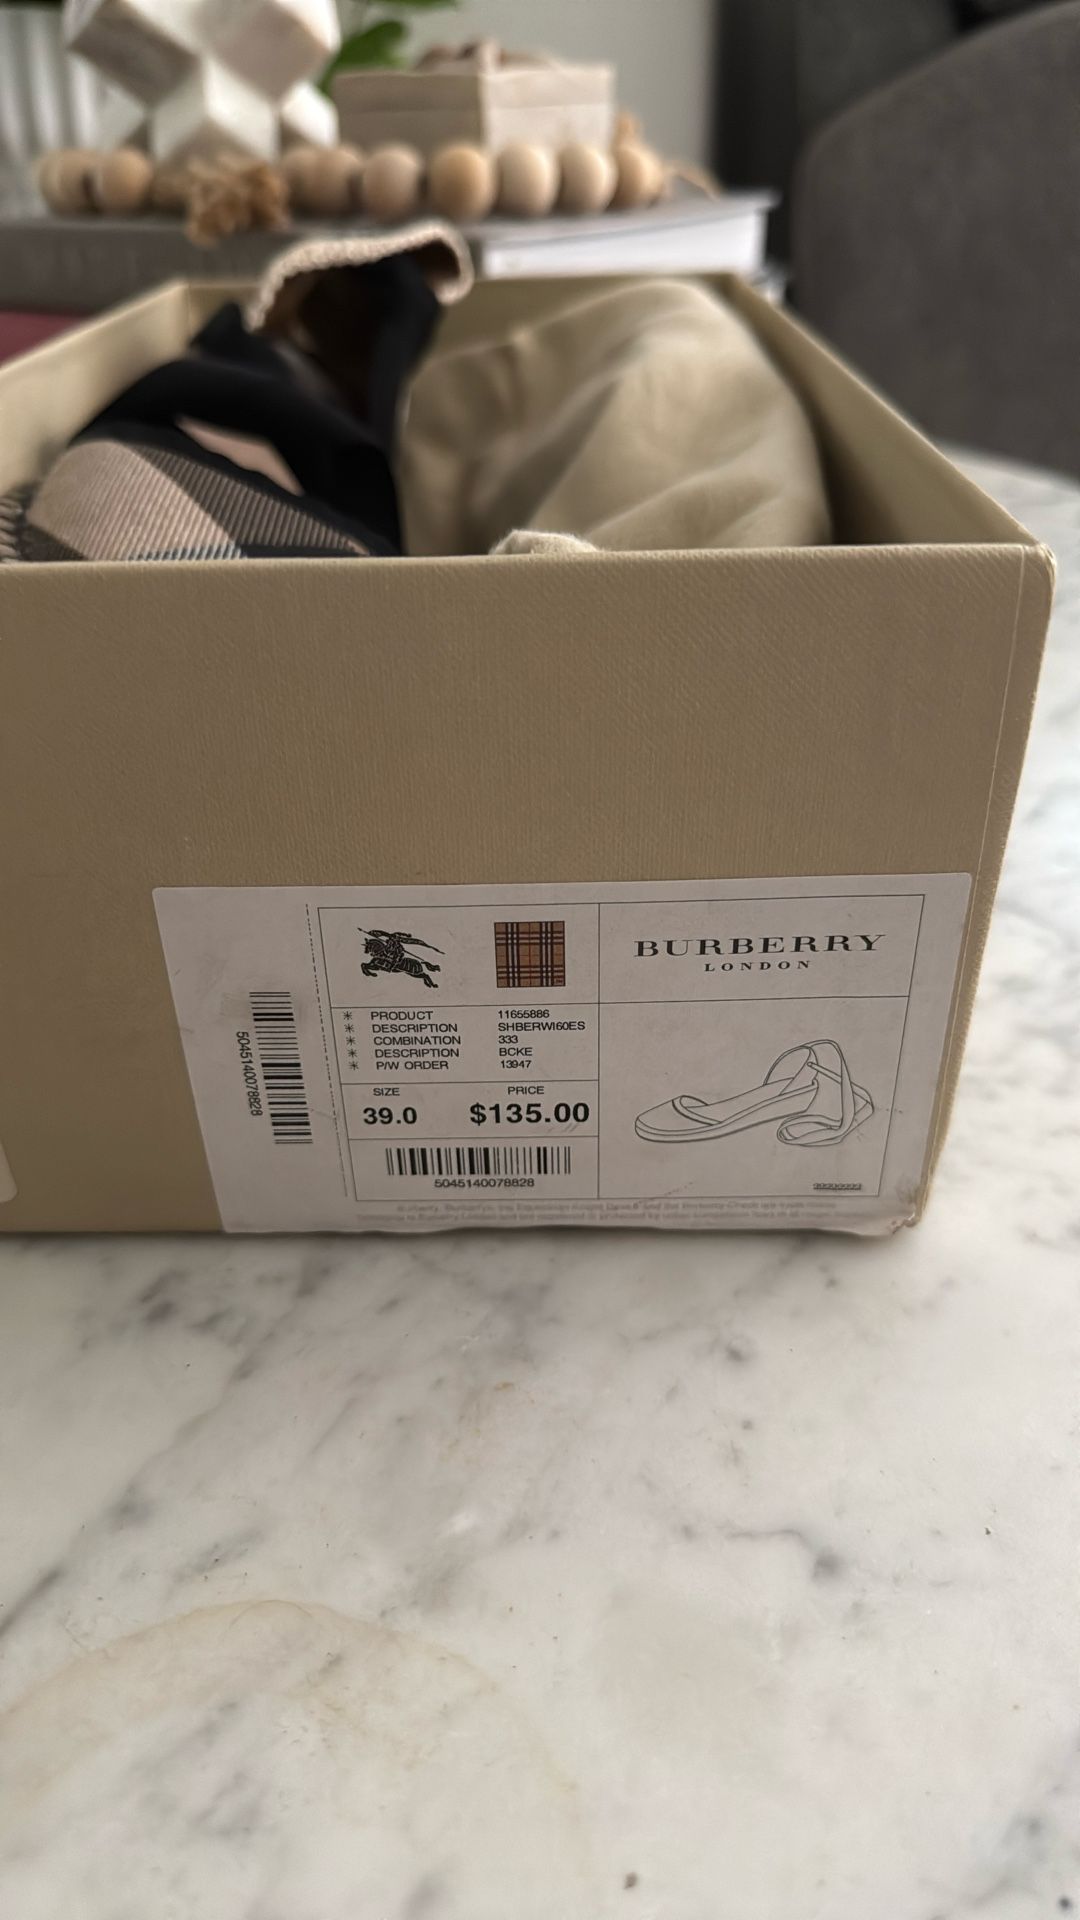 BURBERRY
LONDON
PRODUCT 11655886
DESCRIPTION SHBERWI60ES
COMBINATION 333
DESCRIPTION BCKE
P/W ORDER 13947
SIZE PRICE
39.0 $135.00
5045140078828
5045140078828